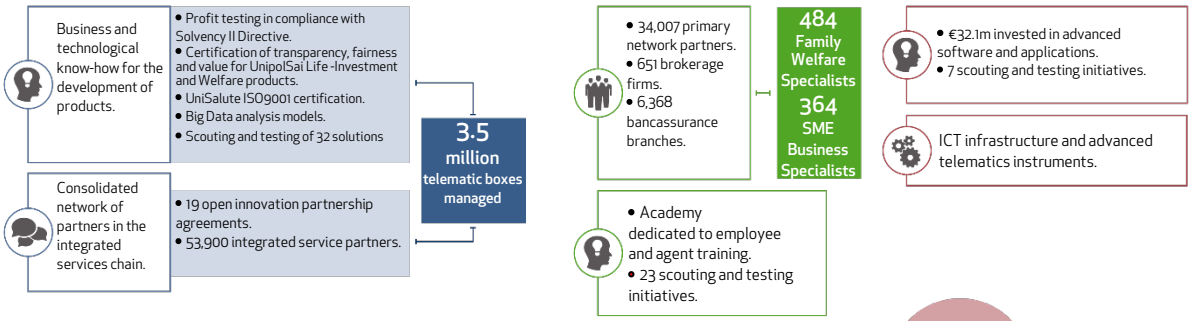 Business and
technological
know-how for the
development of
products.
• Profit testing in compliance with
Solvency II Directive.
• Certification of transparency, fairness
and value for UnipolSai Life -Investment
and Welfare products.
• UniSalute ISO9001 certification.
• Big Data analysis models.
• Scouting and testing of 32 solutions
Consolidated
network of
partners in the
integrated
services chain.
• 19 open innovation partnership
agreements.
• 53,900 integrated service partners.
3.5
million
telematic boxes
managed
• 34,007 primary
network partners.
• 651 brokerage
firms.
• 6,368
bancassurance
branches.
484
Family
Welfare
Specialists
364
SME
Business
Specialists
• Academy
dedicated to employee
and agent training.
• 23 scouting and testing
initiatives.
• €32.1m invested in advanced
software and applications.
• 7 scouting and testing initiatives.
ICT infrastructure and advanced
telematics instruments.